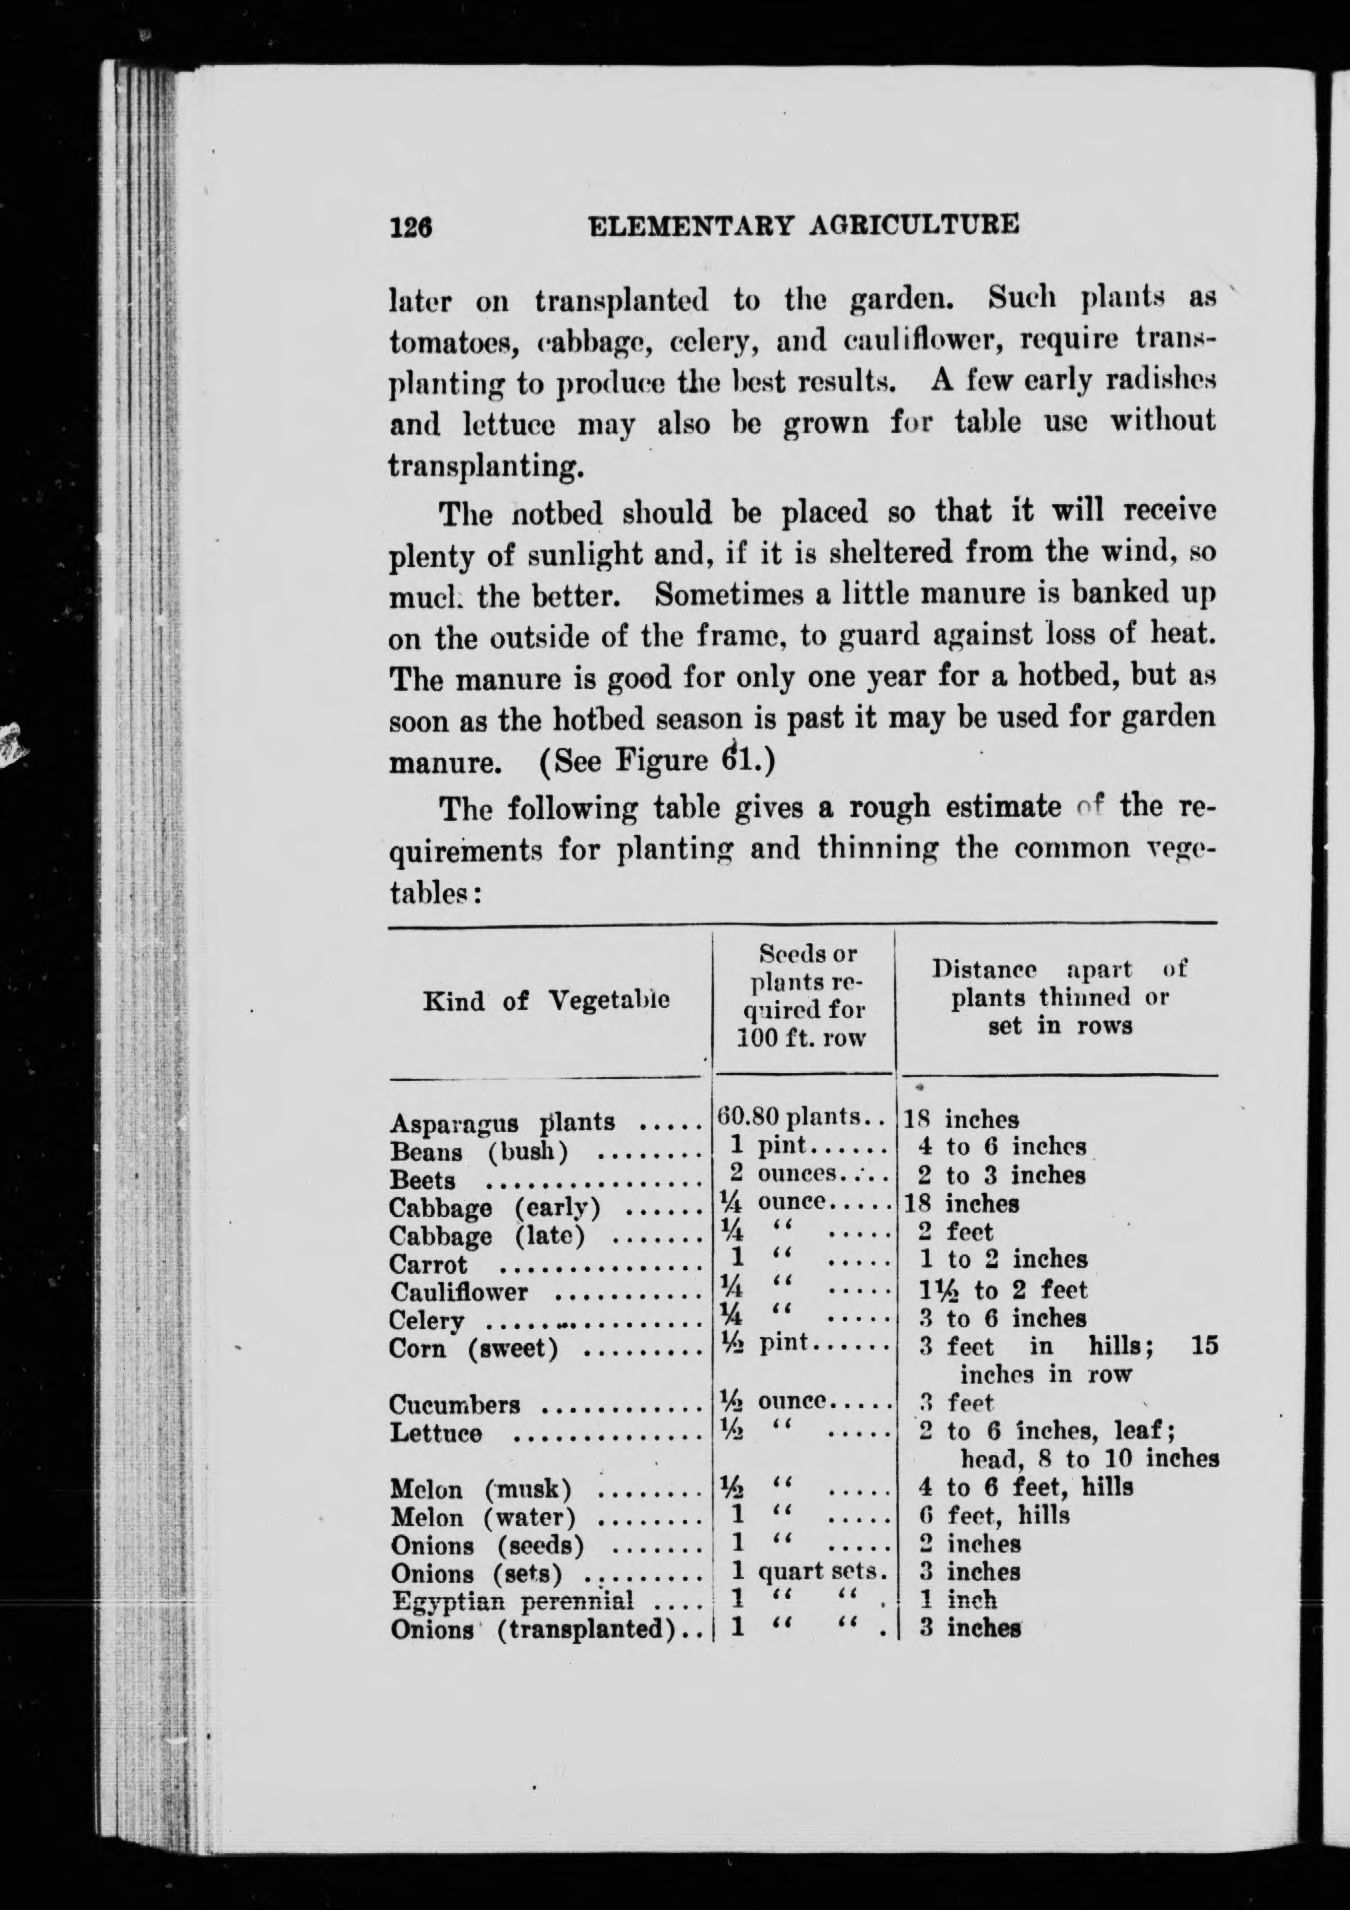 126 ELEMENTARY AGRICULTURE
later on transplanted to the garden. Such plants as
tomatoes, cabbage, celery, and cauliflower, require trans-
planting to produce the best results. A few early radishes
and lettuce may also be grown for table use without
transplanting.
The hotbed should be placed so that it will receive
plenty of sunlight and, if it is sheltered from the wind, so
much the better. Sometimes a little manure is banked up
on the outside of the frame, to guard against loss of heat.
The manure is good for only one year for a hotbed, but as
soon as the hotbed season is past it may be used for garden
manure. (See Figure 61.)
The following table gives a rough estimate of the re-
quirements for planting and thinning the common vege-
tables:
Kind of Vegetable
Seeds or
plants re-
quired for
100 ft. row
Distance apart of
plants thinned or
set in rows
Asparagus plants ..... 60.80 plants.. 18 inches
Beans (bush) ........ 1 pint...... 4 to 6 inches
Beets ................ 2 ounces.... 2 to 3 inches
Cabbage (early) ...... ¼ ounce..... 18 inches
Cabbage (late) ....... ¼ “ ..... 2 feet
Carrot ............... 1 “ ..... 1 to 2 inches
Cauliflower ........... ¼ “ ..... 1½ to 2 feet
Celery ................ ¼ “ ..... 3 to 6 inches
Corn (sweet) ......... ½ pint...... 3 feet in hills; 15
inches in row
Cucumbers ............ ½ ounce..... 3 feet
Lettuce .............. ½ “ ..... 2 to 6 inches, leaf;
head, 8 to 10 inches
Melon (musk) ........ ½ “ ..... 4 to 6 feet, hills
Melon (water) ........ 1 “ ..... 6 feet, hills
Onions (seeds) ....... 1 “ ..... 2 inches
Onions (sets) ......... 1 quart sets. 3 inches
Egyptian perennial .... 1 “ “ . 1 inch
Onions (transplanted).. 1 “ “ . 3 inches